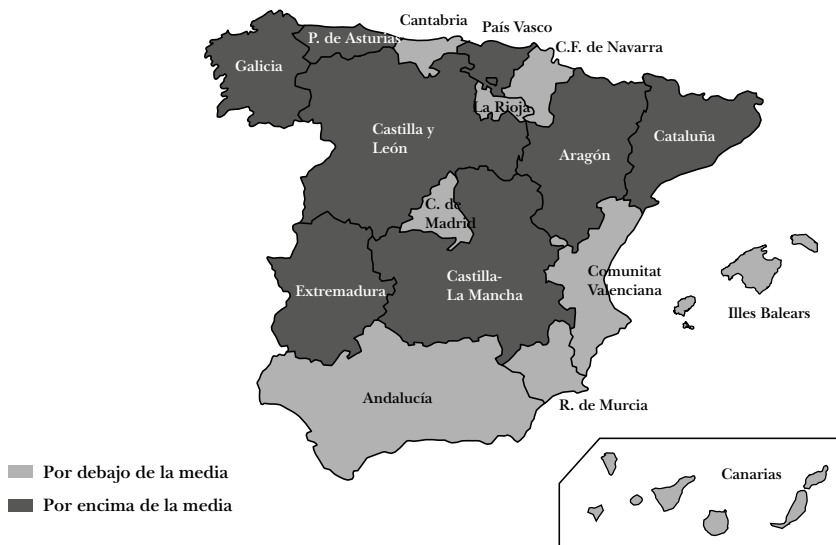 Cantabria
País Vasco
P. de Asturias
C.F. de Navarra
Galicia
La Rioja
Castilla y
León
Cataluña
Aragón
C. de
Madrid
Castilla-
La Mancha
Comunitat
Valenciana
Extremadura
Illes Balears
Andalucía
R. de Murcia
Por debajo de la media
Por encima de la media
Canarias